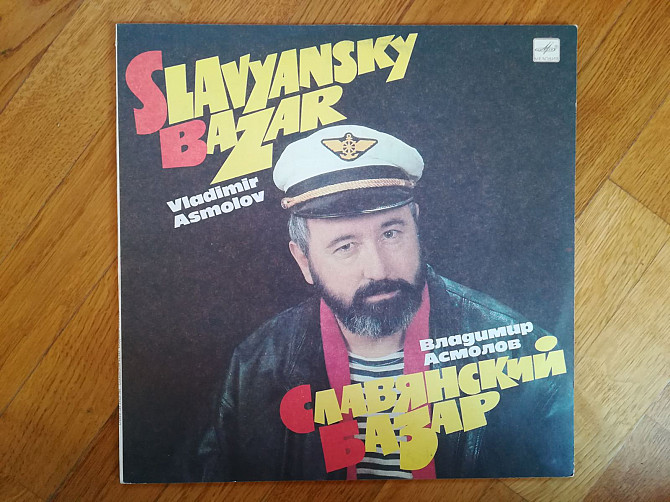 SLAVYANSKY
BAZAR
Vladimir
Asmolov
Владимир
Асмолов
СЛАВЯНСКИЙ
БАЗАР